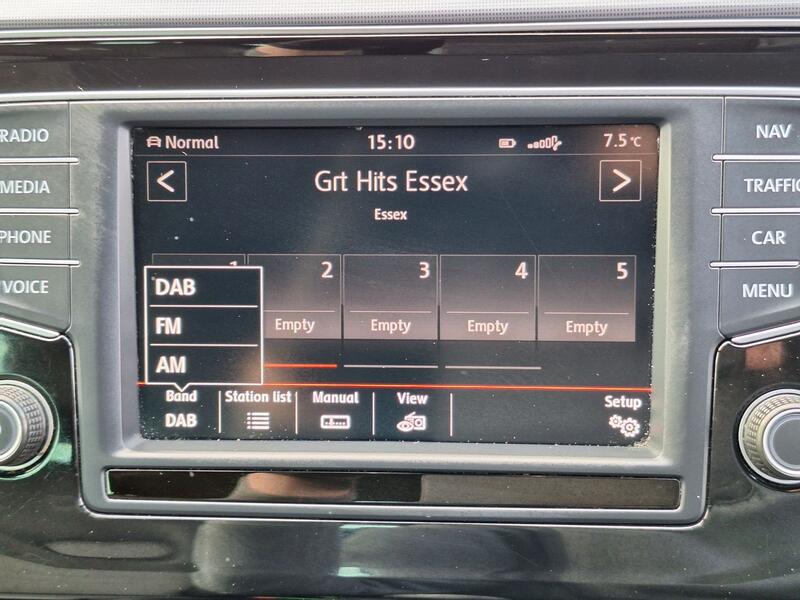 RADIO
MEDIA
PHONE
VOICE
Normal 15:10 7.5°C
< Grt Hits Essex >
Essex
1 2 3 4 5
Empty Empty Empty Empty
DAB
FM
AM
Band Station list Manual View Setup
DAB
NAV
TRAFFIC
CAR
MENU